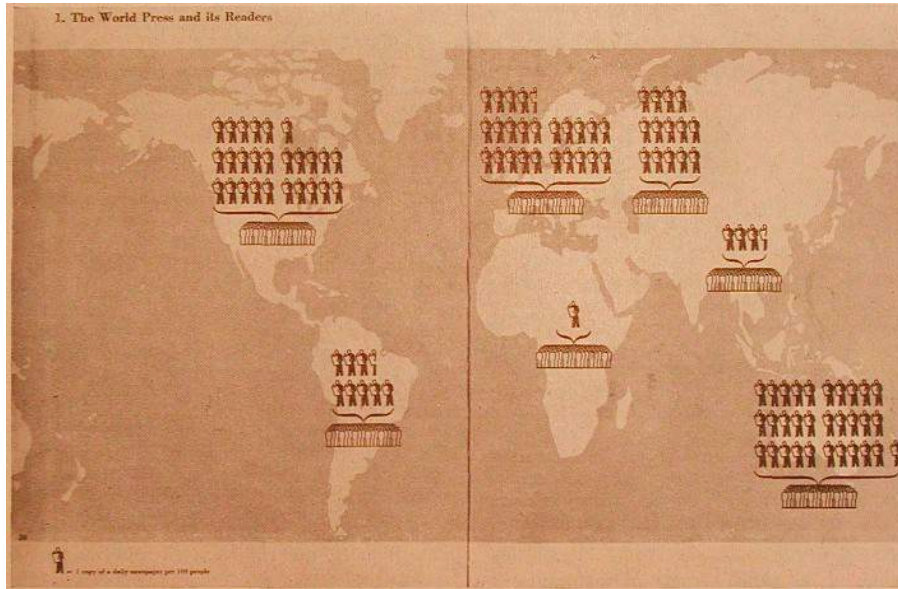 1. The World Press and its Readers
= 1 copy of a daily newspaper per 100 people